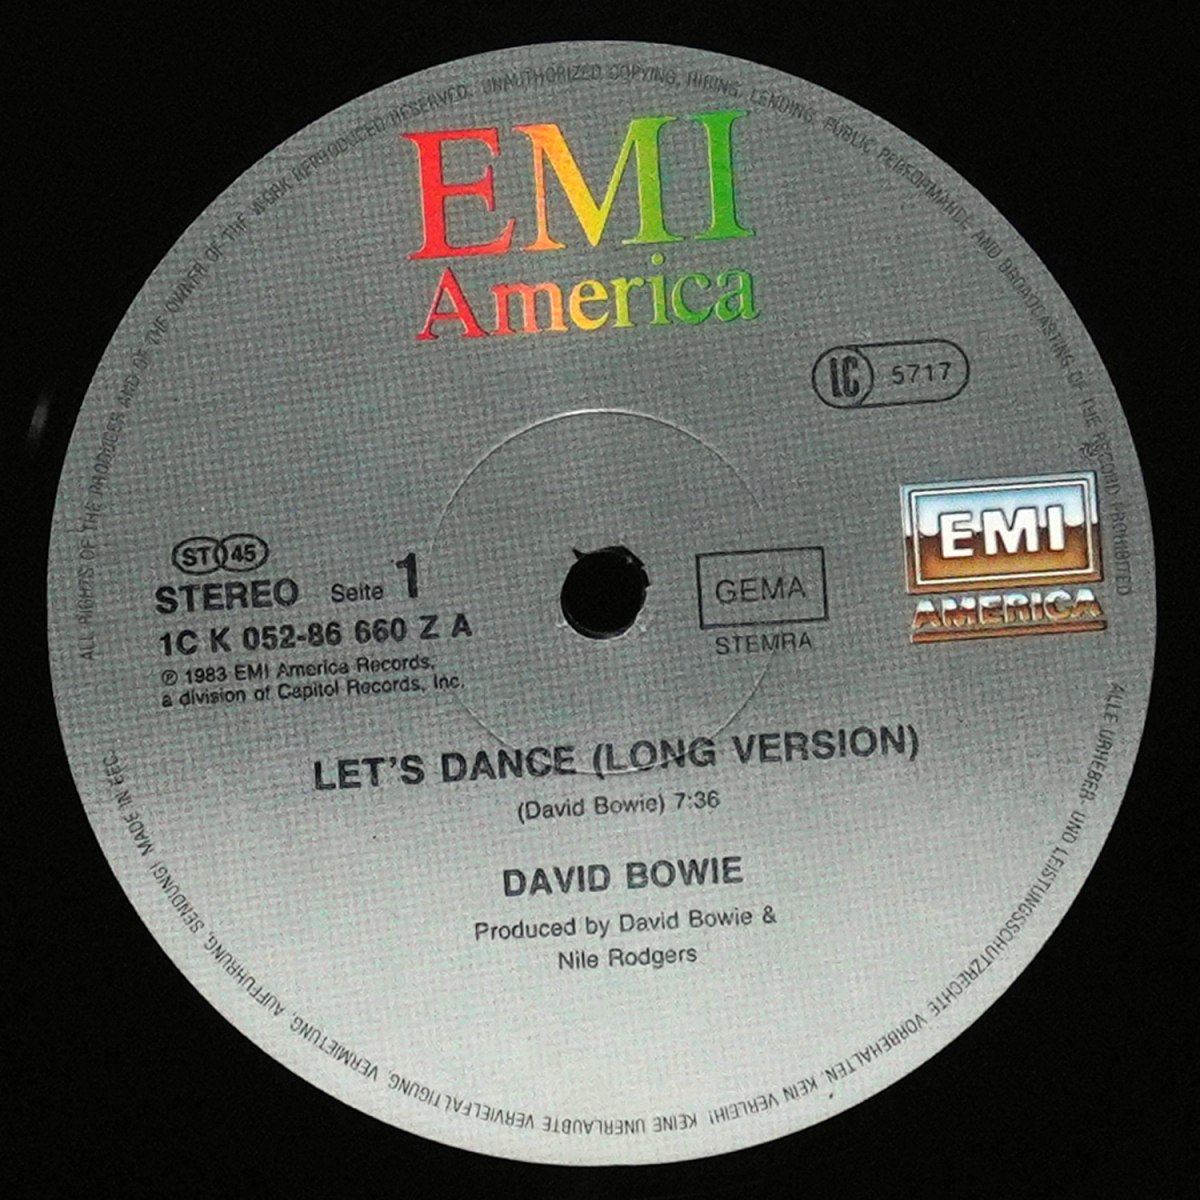 ALL RIGHTS OF THE PRODUCER AND OF THE OWNER OF THE WORK REPRODUCED RESERVED. UNAUTHORIZED COPYING, HIRING, LENDING, PUBLIC PERFORMANCE AND BROADCASTING OF THE RECORD PROHIBITED
EMI
America
LC 5717
EMI
AMERICA
ST 45
STEREO Seite 1
1C K 052-86 660 Z A
℗ 1983 EMI America Records,
a division of Capitol Records, Inc.
GEMA
STEMRA
LET'S DANCE (LONG VERSION)
(David Bowie) 7:36
DAVID BOWIE
Produced by David Bowie &
Nile Rodgers
ALLE URHEBER- UND LEISTUNGSSCHUTZRECHTE VORBEHALTEN. KEIN VERLEIH! KEINE UNERLAUBTE VERVIELFALTIGUNG, VERMIETUNG, AUFFUHRUNG, SENDUNG! MADE IN EEC.